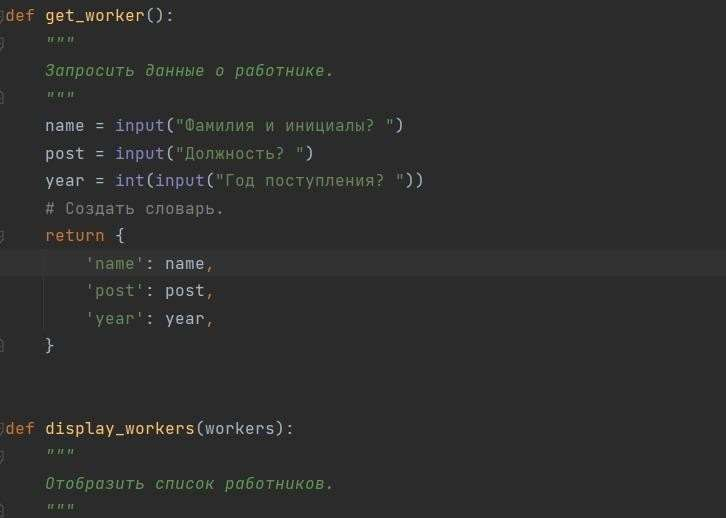 def get_worker():
    """
    Запросить данные о работнике.
    """
    name = input("Фамилия и инициалы? ")
    post = input("Должность? ")
    year = int(input("Год поступления? "))
    # Создать словарь.
    return {
        'name': name,
        'post': post,
        'year': year,
    }
def display_workers(workers):
    """
    Отобразить список работников.
    """